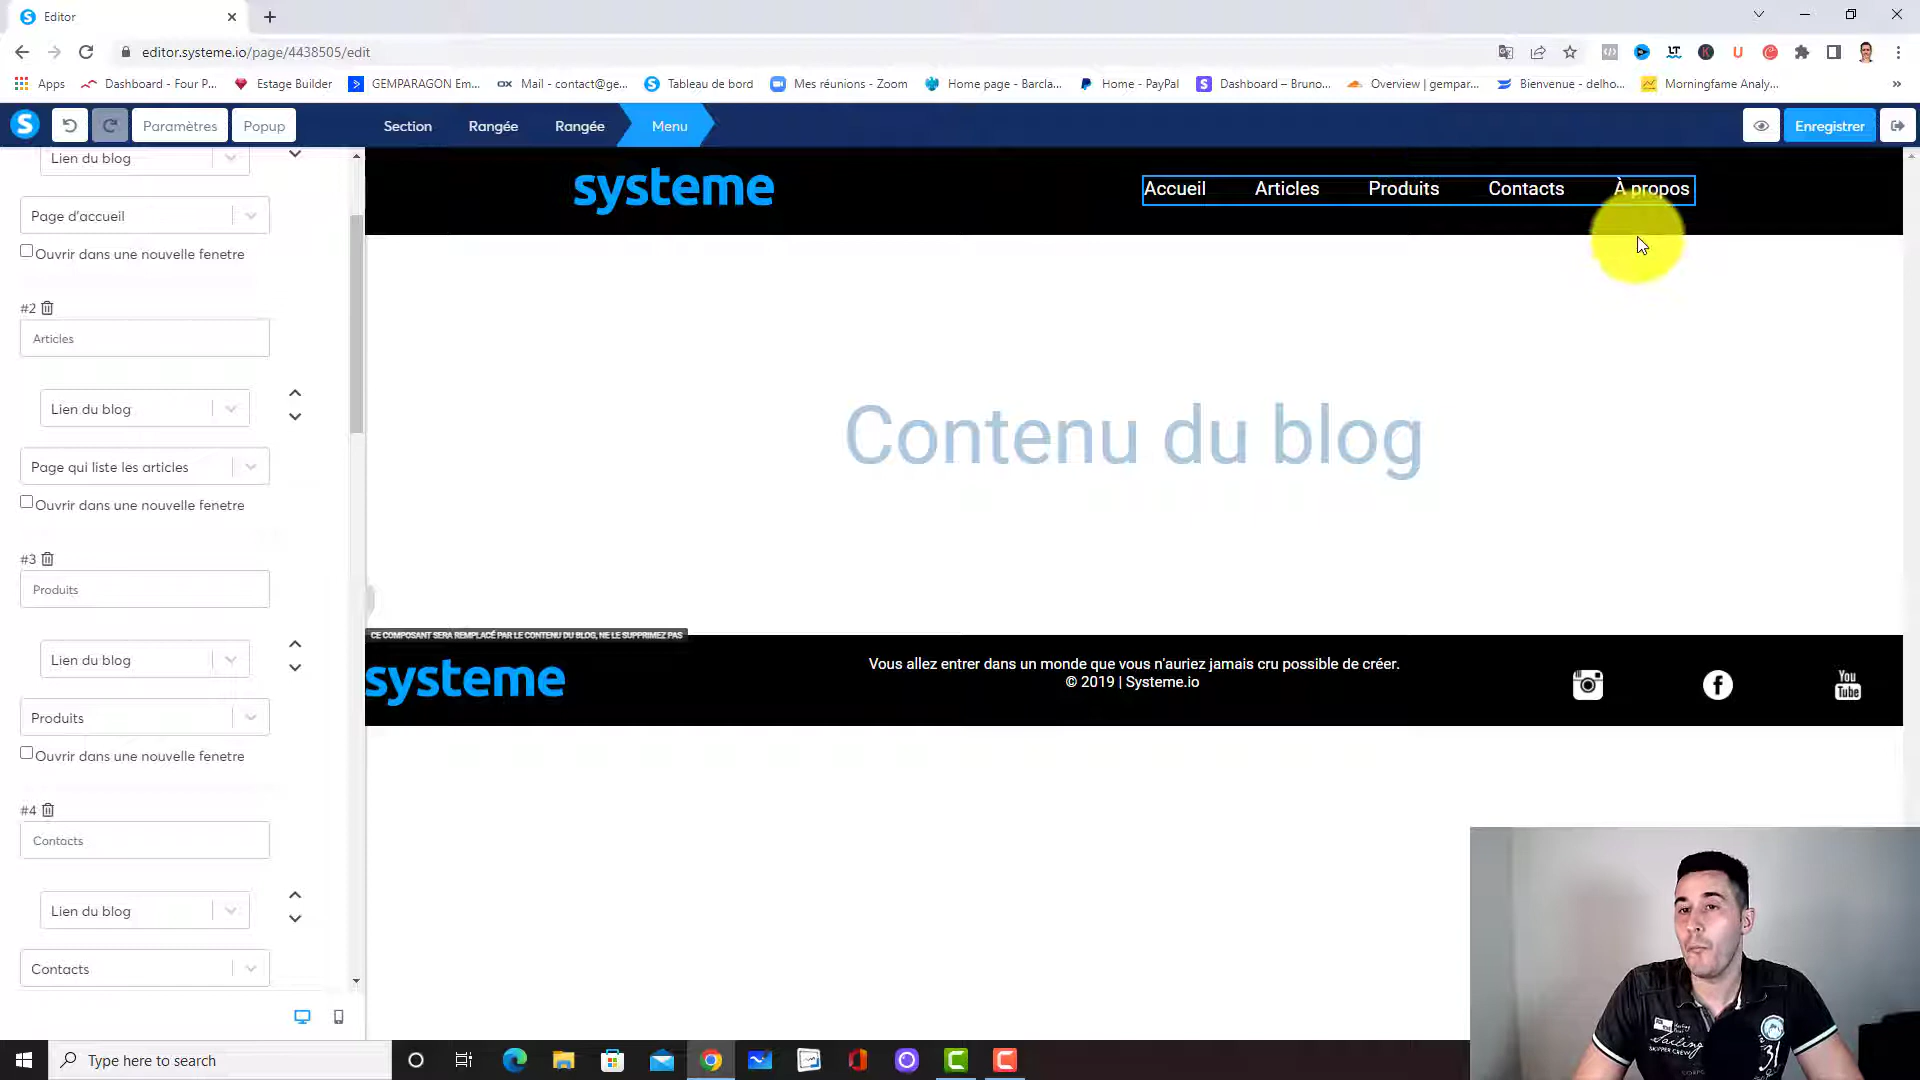 Editor
editor.systeme.io/page/4438505/edit
Apps
Dashboard - Four P...
Estage Builder
GEMPARAGON Em...
Mail - contact@ge...
Tableau de bord
Mes réunions - Zoom
Home page - Barcla...
Home - PayPal
Dashboard – Bruno...
Overview | gempar...
Bienvenue - delho...
Morningfame Analy...
»
S
Paramètres
Popup
Section
Rangée
Rangée
Menu
Enregistrer
Lien du blog
Page d'accueil
Ouvrir dans une nouvelle fenetre
#2
Articles
Lien du blog
Page qui liste les articles
Ouvrir dans une nouvelle fenetre
#3
Produits
Lien du blog
Produits
Ouvrir dans une nouvelle fenetre
#4
Contacts
Lien du blog
Contacts
systeme
Accueil
Articles
Produits
Contacts
À propos
Contenu du blog
CE COMPOSANT SERA REMPLACÉ PAR LE CONTENU DU BLOG, NE LE SUPPRIMEZ PAS
systeme
Vous allez entrer dans un monde que vous n'auriez jamais cru possible de créer.
© 2019 | Systeme.io
You
Tube
Type here to search